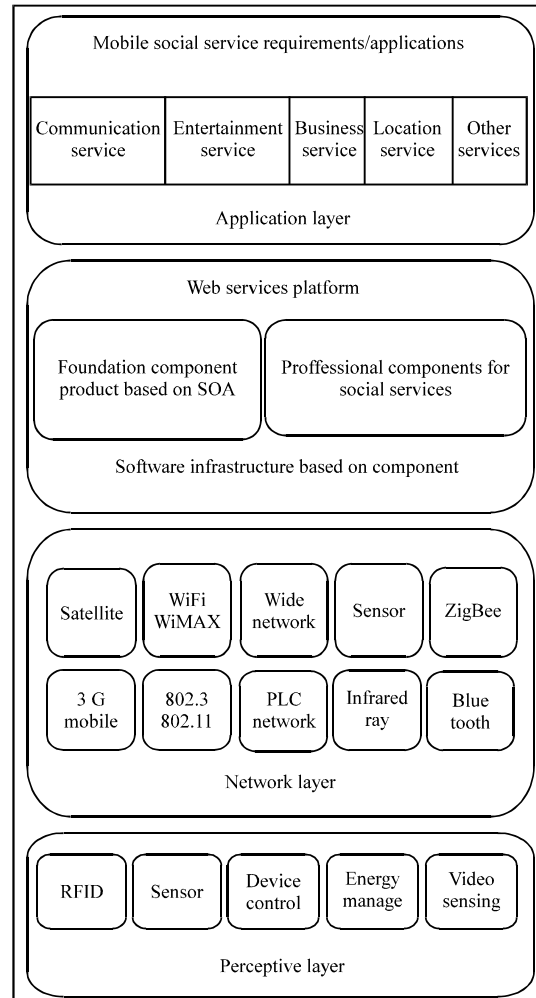 Mobile social service requirements/applications
Communication service
Entertainment service
Business service
Location service
Other services
Application layer
Web services platform
Foundation component
product based on SOA
Proffessional components for
social services
Software infrastructure based on component
Satellite
WiFi
WiMAX
Wide
network
Sensor
ZigBee
3 G
mobile
802.3
802.11
PLC
network
Infrared
ray
Blue
tooth
Network layer
RFID
Sensor
Device
control
Energy
manage
Video
sensing
Perceptive layer